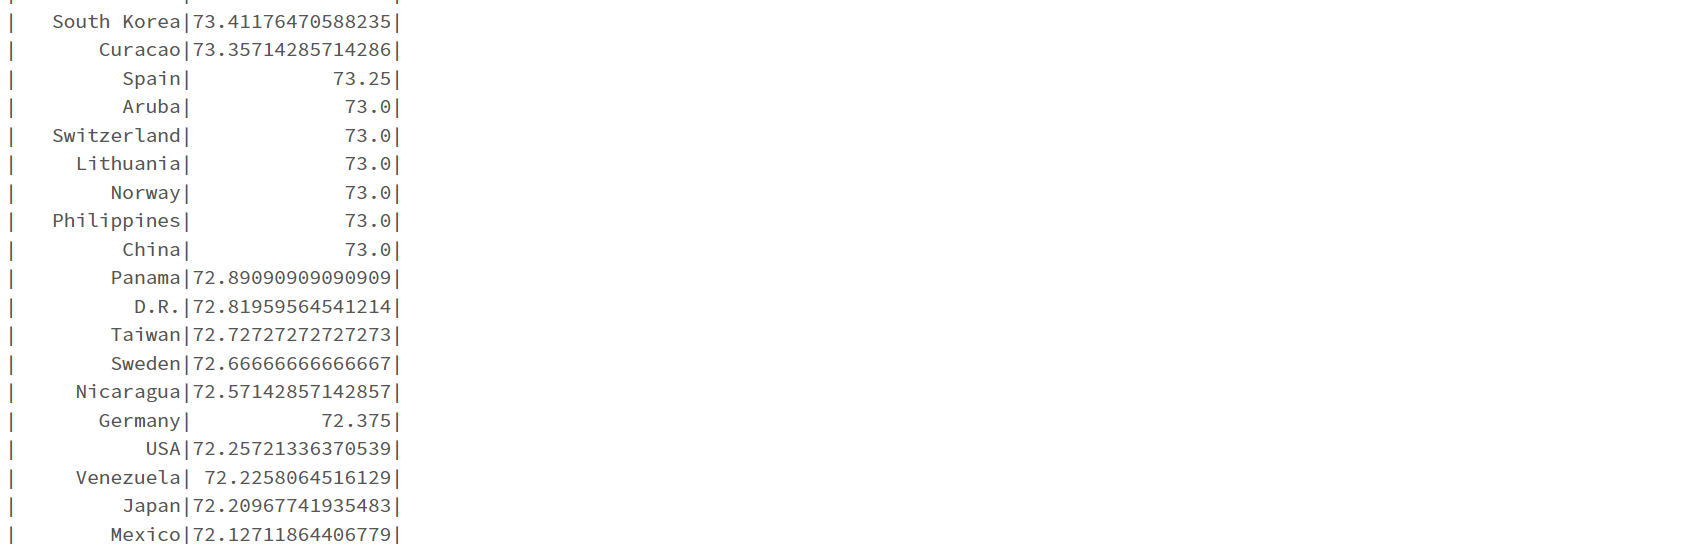 |   South Korea|73.41176470588235|
|       Curacao|73.35714285714286|
|         Spain|            73.25|
|         Aruba|             73.0|
|   Switzerland|             73.0|
|     Lithuania|             73.0|
|        Norway|             73.0|
|   Philippines|             73.0|
|         China|             73.0|
|        Panama|72.89090909090909|
|          D.R.|72.81959564541214|
|        Taiwan|72.72727272727273|
|        Sweden|72.66666666666667|
|     Nicaragua|72.57142857142857|
|       Germany|           72.375|
|           USA|72.25721336370539|
|     Venezuela| 72.2258064516129|
|         Japan|72.20967741935483|
|        Mexico|72.12711864406779|